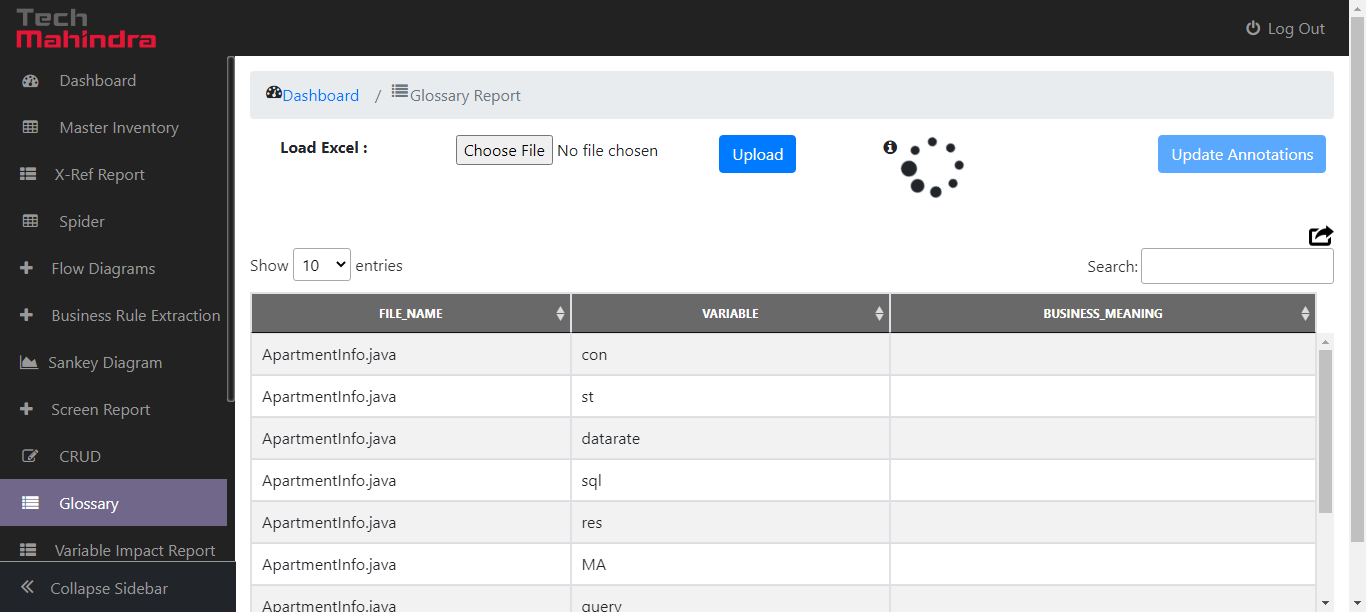 Tech
Mahindra
Log Out
Dashboard
Master Inventory
X-Ref Report
Spider
Flow Diagrams
Business Rule Extraction
Sankey Diagram
Screen Report
CRUD
Glossary
Variable Impact Report
Collapse Sidebar
Dashboard / Glossary Report
Load Excel : Choose File No file chosen Upload Update Annotations
Show 10 entries Search:
FILE_NAME VARIABLE BUSINESS_MEANING
ApartmentInfo.java con
ApartmentInfo.java st
ApartmentInfo.java datarate
ApartmentInfo.java sql
ApartmentInfo.java res
ApartmentInfo.java MA
ApartmentInfo.java query